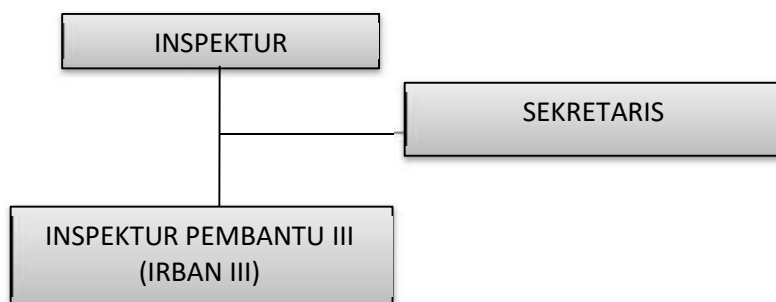 INSPEKTUR
SEKRETARIS
INSPEKTUR PEMBANTU III
(IRBAN III)